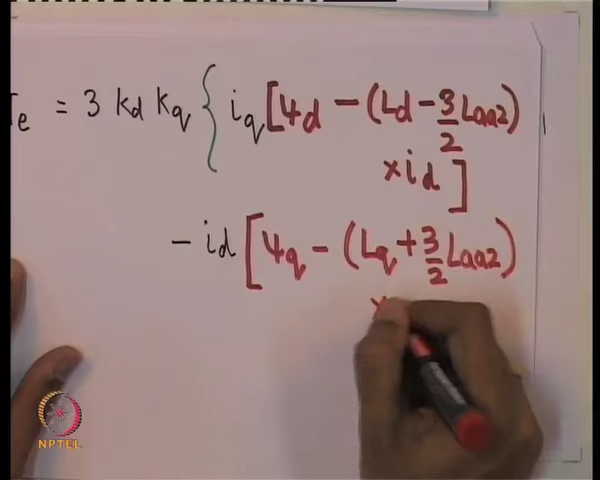 Te = 3 Kd Kq { iq [ψd - (Ld - 3/2 Laa2)
× id ]
- id [ψq - (Lq + 3/2 Laa2)
×
NPTEL